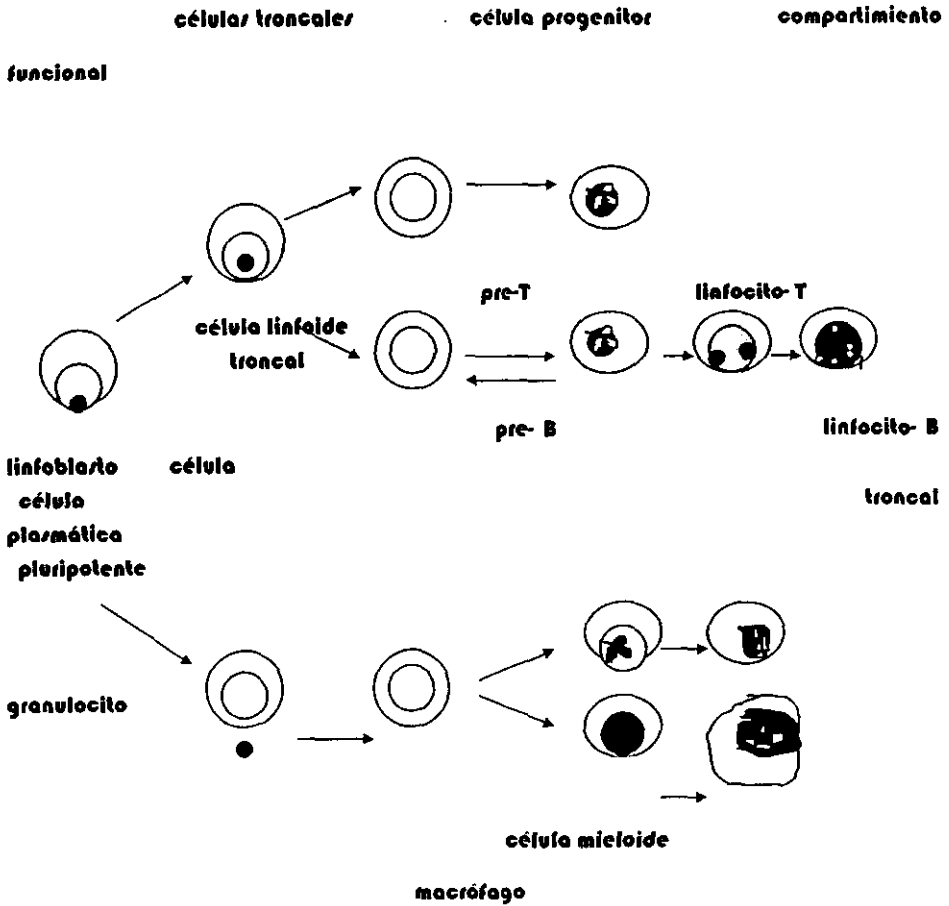 células troncales célula progenitor compartimiento
funcional
pre-T linfocito-T
célula linfoide
troncal
pre- B linfocito- B
linfoblasto célula
célula troncal
plasmática
pluripotente
granulocito
célula mieloide
macrófago